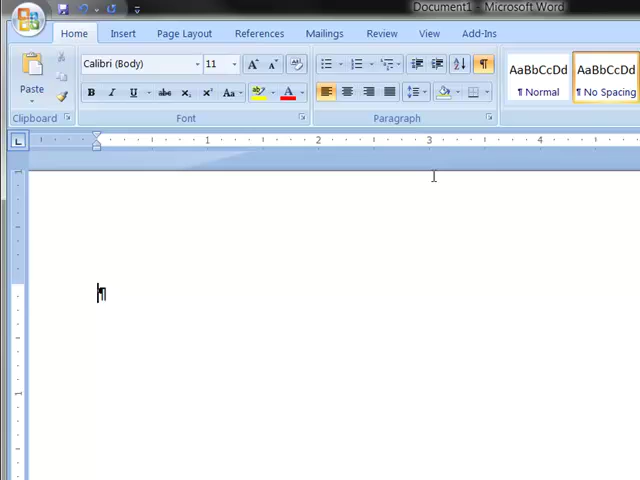 Document1 - Microsoft Word
Home Insert Page Layout References Mailings Review View Add-Ins
Paste
Calibri (Body) 11
AaBbCcDd AaBbCcDd
¶ Normal ¶ No Spacing
Clipboard Font Paragraph
1 2 3 4
¶
1